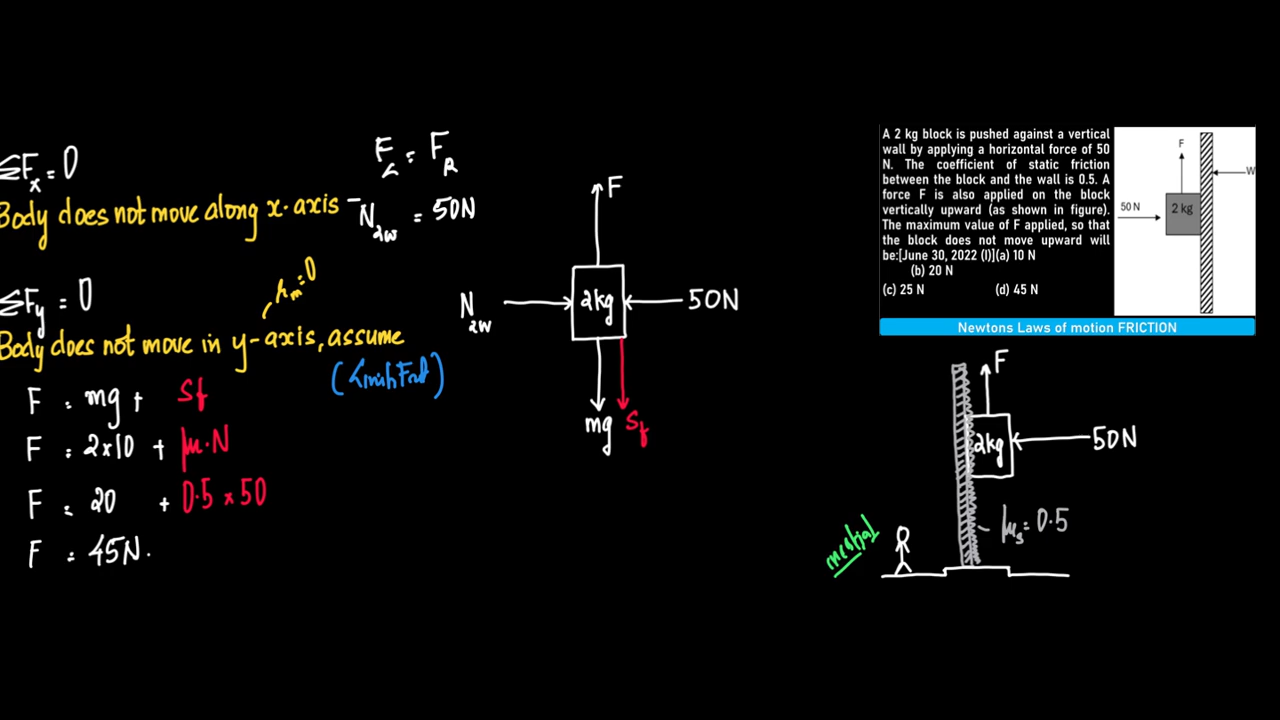 ΣFx = 0
Body does not move along x-axis
FL = FR
N2W = 50N
ΣFy = 0
hm = 0
Body does not move in y-axis, assume
F = mg + Sf
F = 2×10 + μ.N
F = 20 + 0.5 × 50
F = 45N.
F
N2W
2kg
50N
mg
Sf
A 2 kg block is pushed against a vertical
wall by applying a horizontal force of 50
N. The coefficient of static friction
between the block and the wall is 0.5. A
force F is also applied on the block
vertically upward (as shown in figure).
The maximum value of F applied, so that
the block does not move upward will
be:[June 30, 2022 (I)](a) 10 N
(b) 20 N
(c) 25 N (d) 45 N
F
W
50 N
2 kg
Newtons Laws of motion FRICTION
F
2kg
50N
μs = 0.5
inertial